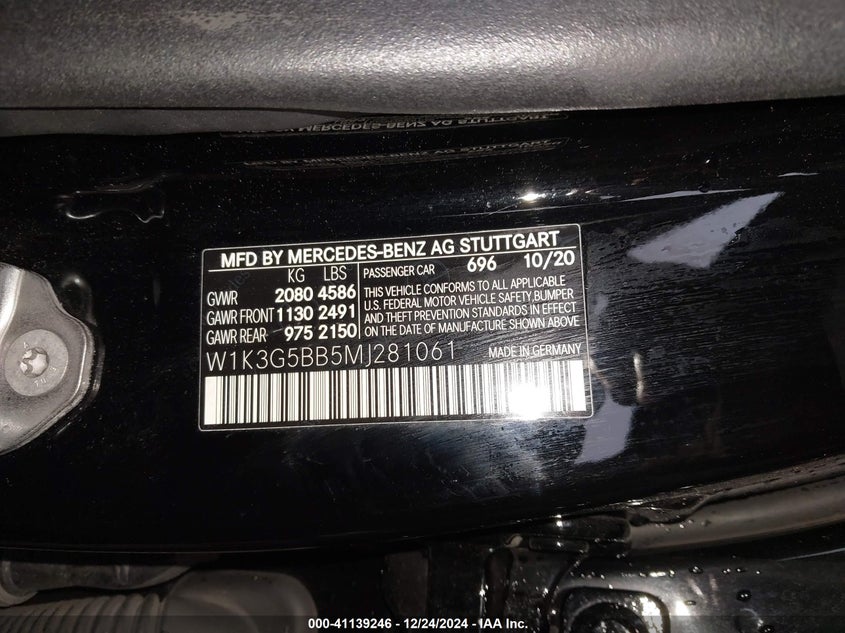 MFD BY MERCEDES-BENZ AG STUTTGART
KG LBS PASSENGER CAR 696 10/20
GVWR 2080 4586
GAWR FRONT 1130 2491
GAWR REAR 975 2150
THIS VEHICLE CONFORMS TO ALL APPLICABLE
U.S. FEDERAL MOTOR VEHICLE SAFETY, BUMPER
AND THEFT PREVENTION STANDARDS IN EFFECT
ON THE DATE OF MANUFACTURE SHOWN ABOVE
W1K3G5BB5MJ281061 MADE IN GERMANY
000-41139246 - 12/24/2024 - IAA Inc.